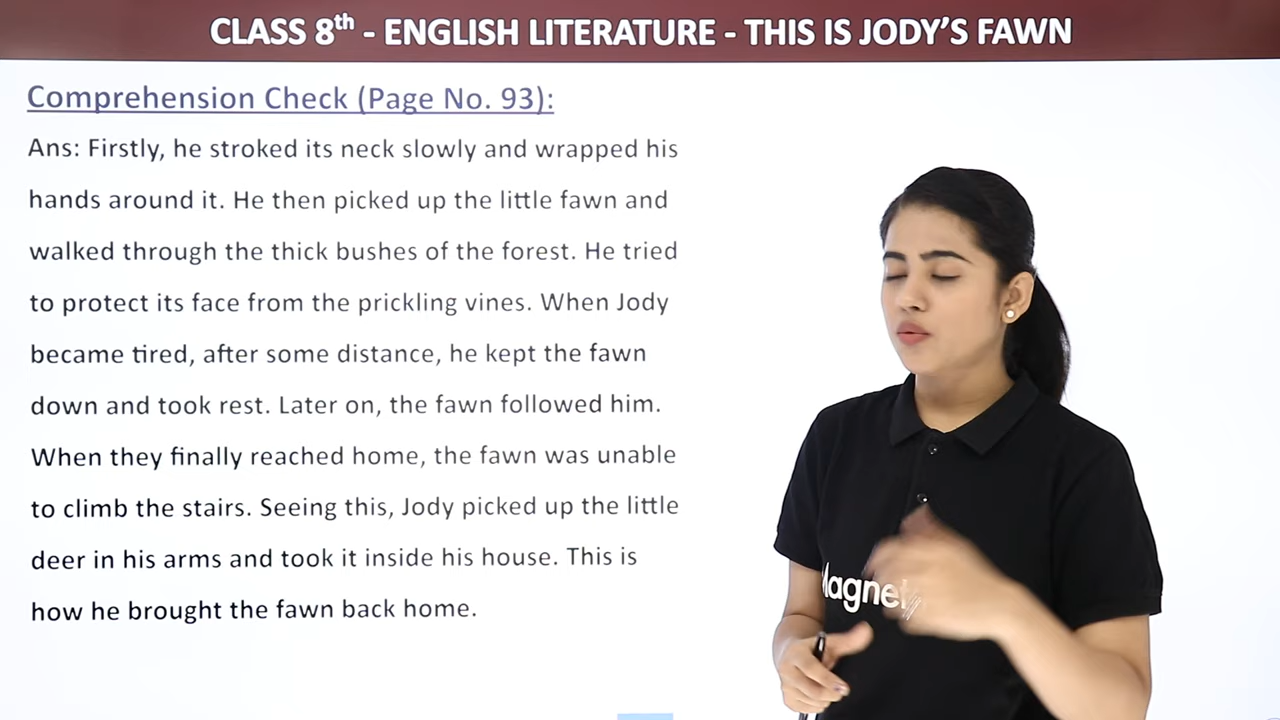 CLASS 8th - ENGLISH LITERATURE - THIS IS JODY'S FAWN
Comprehension Check (Page No. 93):
Ans: Firstly, he stroked its neck slowly and wrapped his
hands around it. He then picked up the little fawn and
walked through the thick bushes of the forest. He tried
to protect its face from the prickling vines. When Jody
became tired, after some distance, he kept the fawn
down and took rest. Later on, the fawn followed him.
When they finally reached home, the fawn was unable
to climb the stairs. Seeing this, Jody picked up the little
deer in his arms and took it inside his house. This is
how he brought the fawn back home.